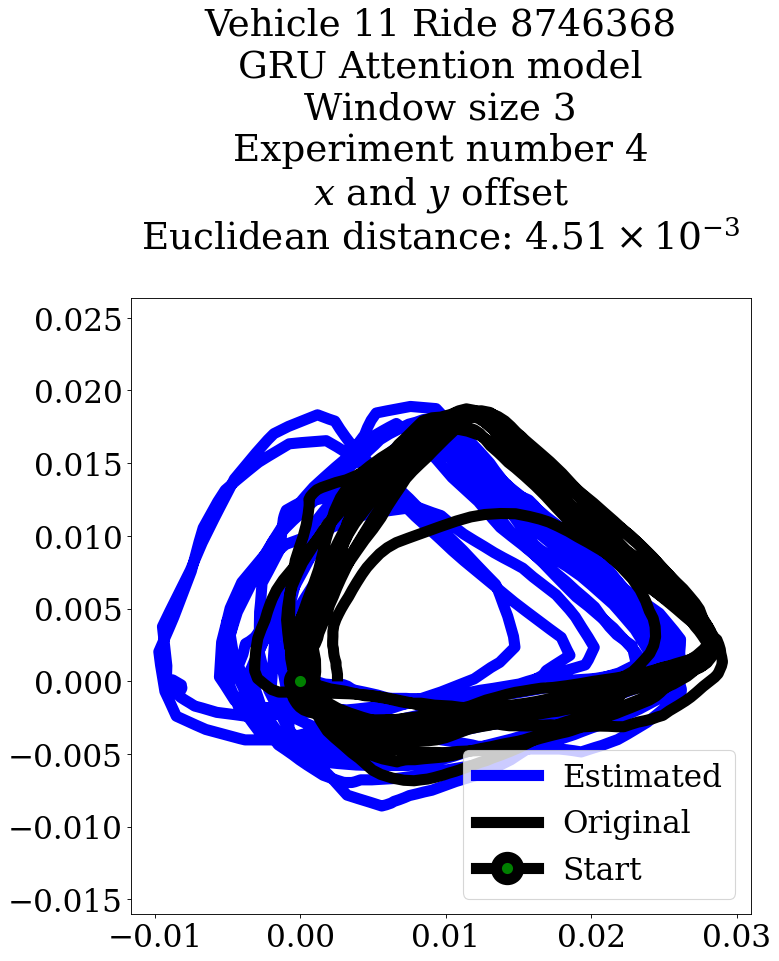 Vehicle 11 Ride 8746368
GRU Attention model
Window size 3
Experiment number 4
x and y offset
Euclidean distance: 4.51 × 10⁻³
0.025
0.020
0.015
0.010
0.005
0.000
−0.005
−0.010
−0.015
Estimated
Original
Start
−0.01 0.00 0.01 0.02 0.03